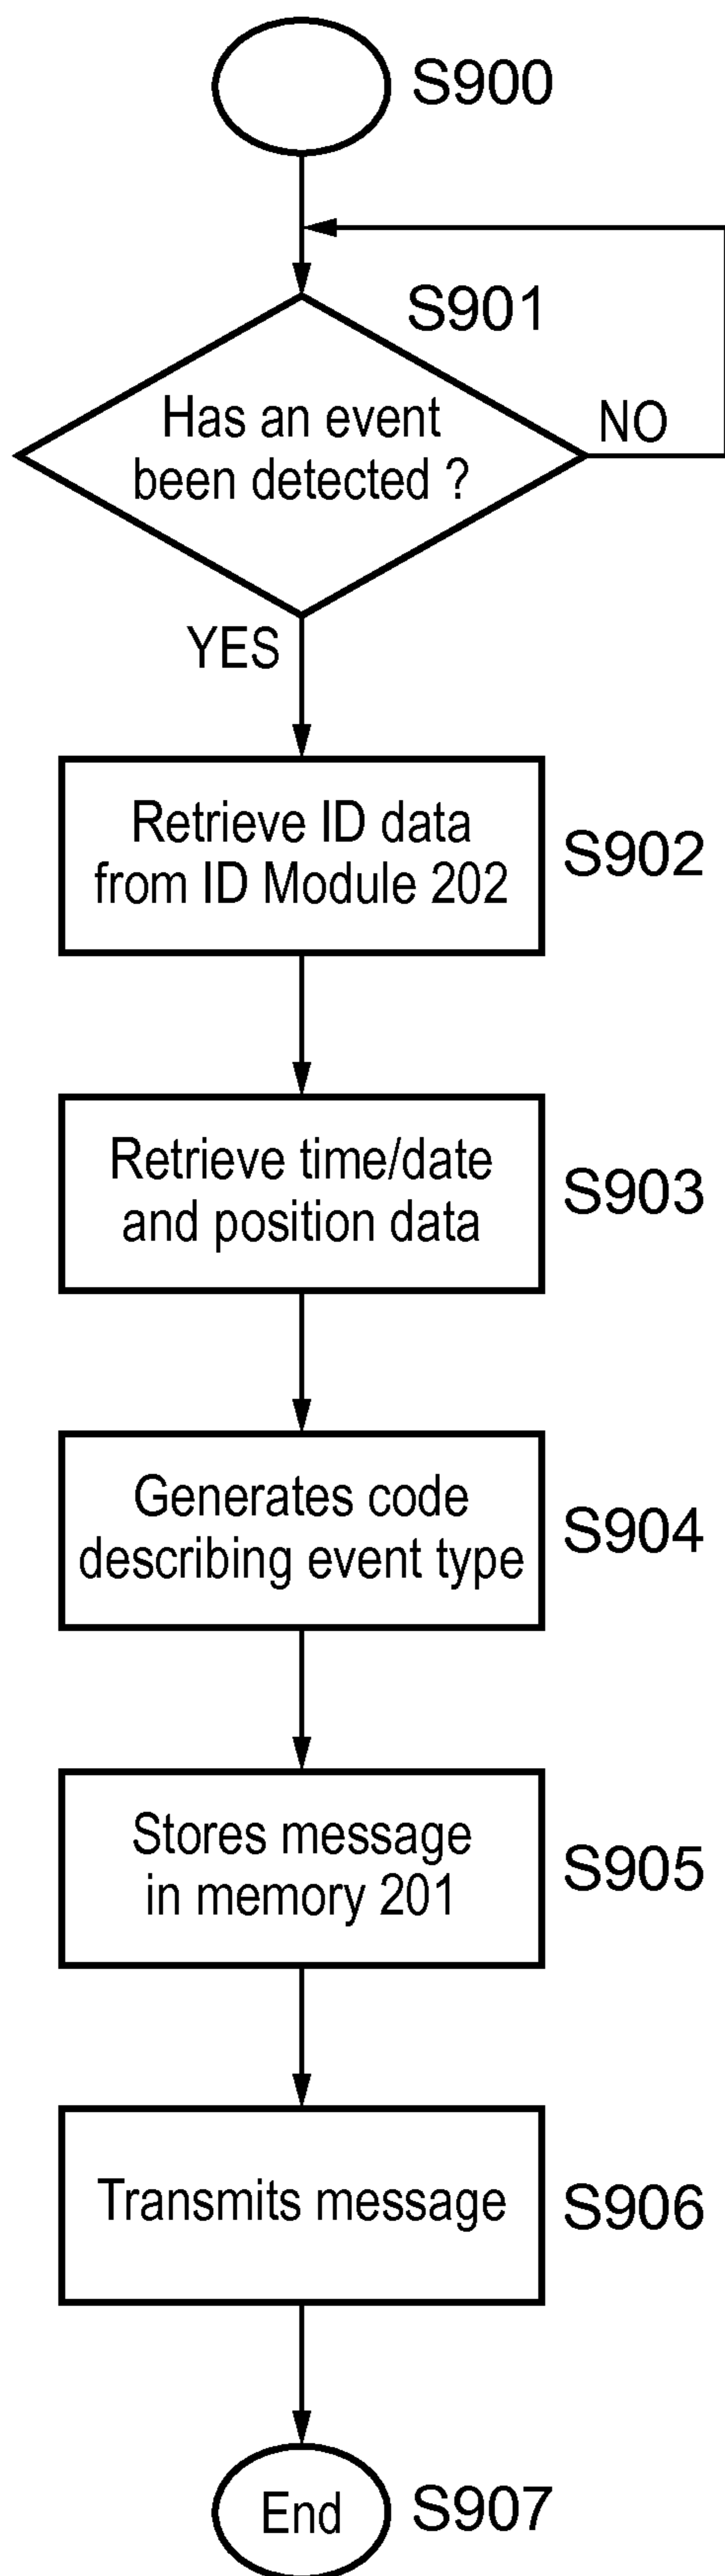 S900
S901
Has an event
been detected ?
NO
YES
Retrieve ID data
from ID Module 202
S902
Retrieve time/date
and position data
S903
Generates code
describing event type
S904
Stores message
in memory 201
S905
Transmits message
S906
End
S907